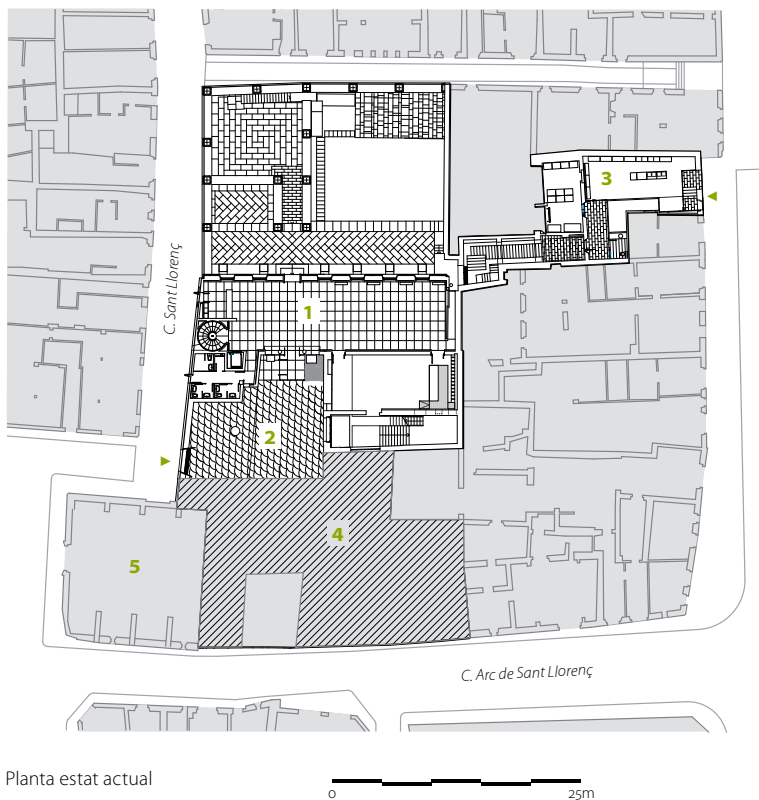 3
C. Sant Llorenç
1
2
4
5
C. Arc de Sant Llorenç
Planta estat actual
0 25m